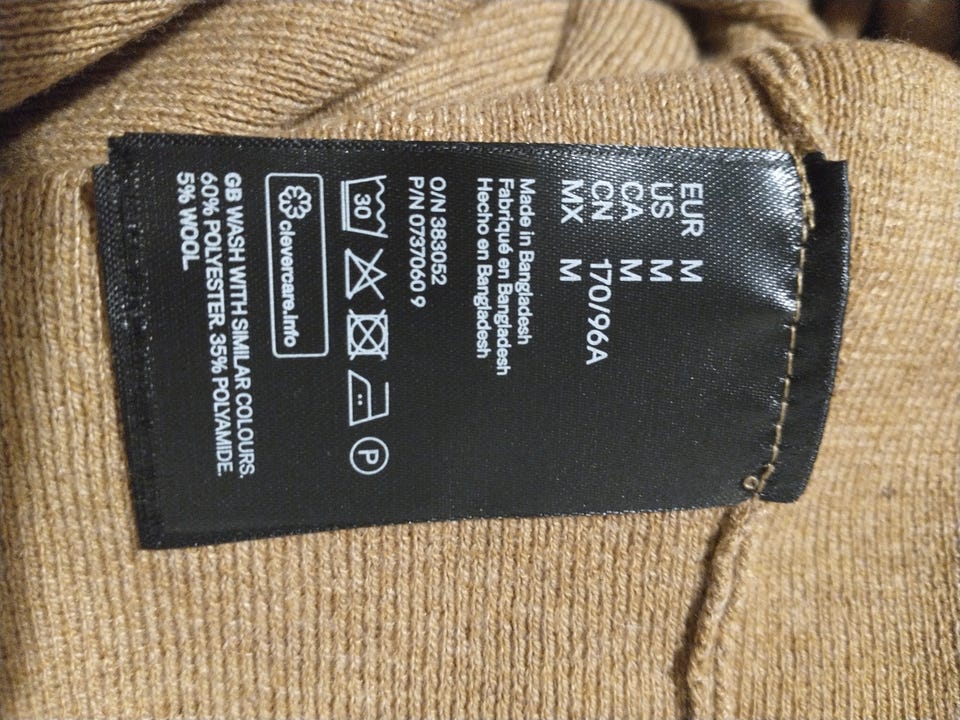 EUR M
US M
CA M
CN 170/96A
MX M
Made in Bangladesh
Fabriqué en Bangladesh
Hecho en Bangladesh
O/N 383052
P/N 0737060 9
30
P
clevercare.info
GB WASH WITH SIMILAR COLOURS.
60% POLYESTER. 35% POLYAMIDE.
5% WOOL